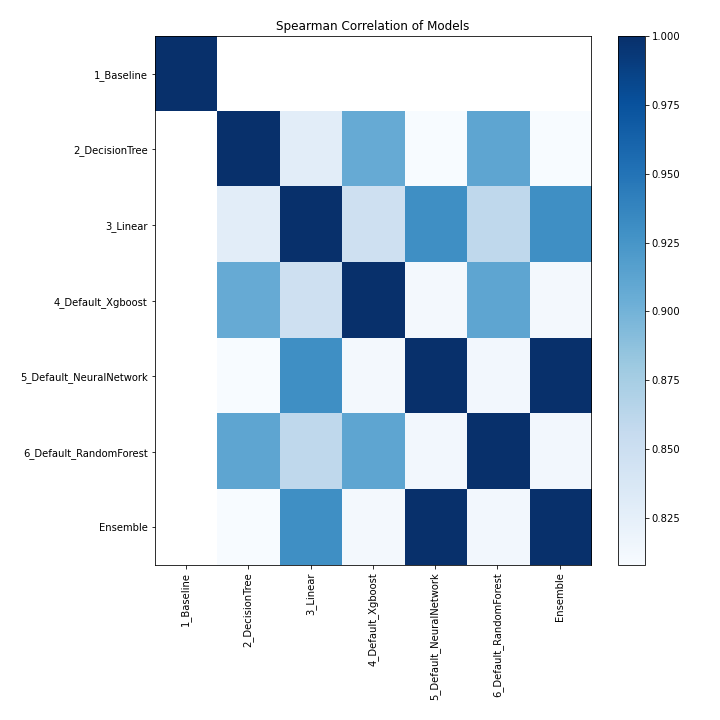 Spearman Correlation of Models
1_Baseline
2_DecisionTree
3_Linear
4_Default_Xgboost
5_Default_NeuralNetwork
6_Default_RandomForest
Ensemble
1_Baseline
2_DecisionTree
3_Linear
4_Default_Xgboost
5_Default_NeuralNetwork
6_Default_RandomForest
Ensemble
1.000
0.975
0.950
0.925
0.900
0.875
0.850
0.825